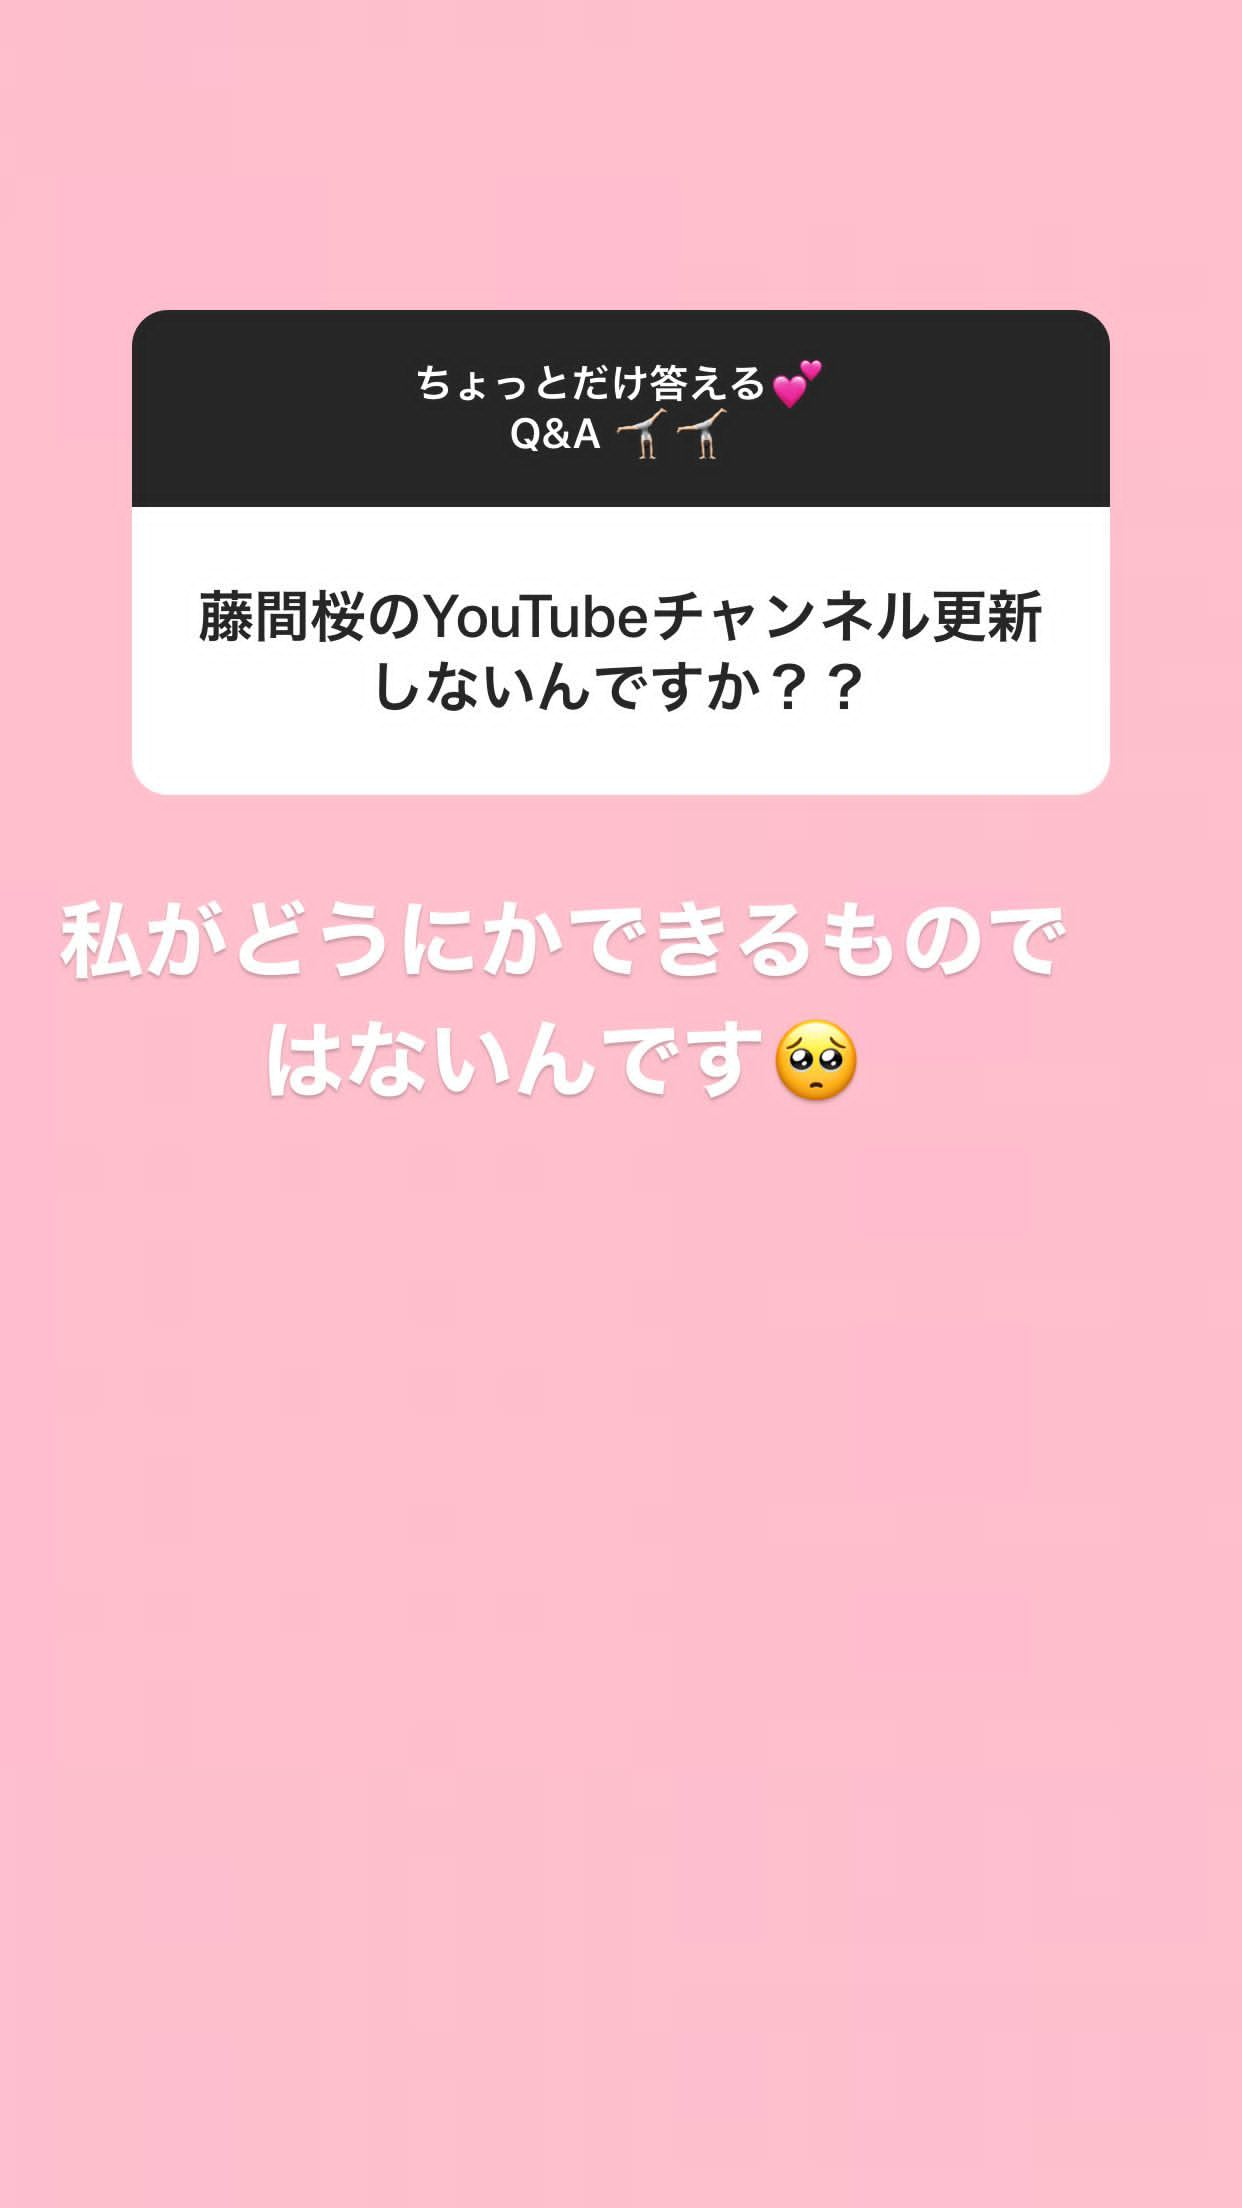 ちょっとだけ答える💕
Q&A 🤸🏼‍♀️🤸🏼‍♀️
藤間桜のYouTubeチャンネル更新
しないんですか？？
私がどうにかできるもので
はないんです🥺